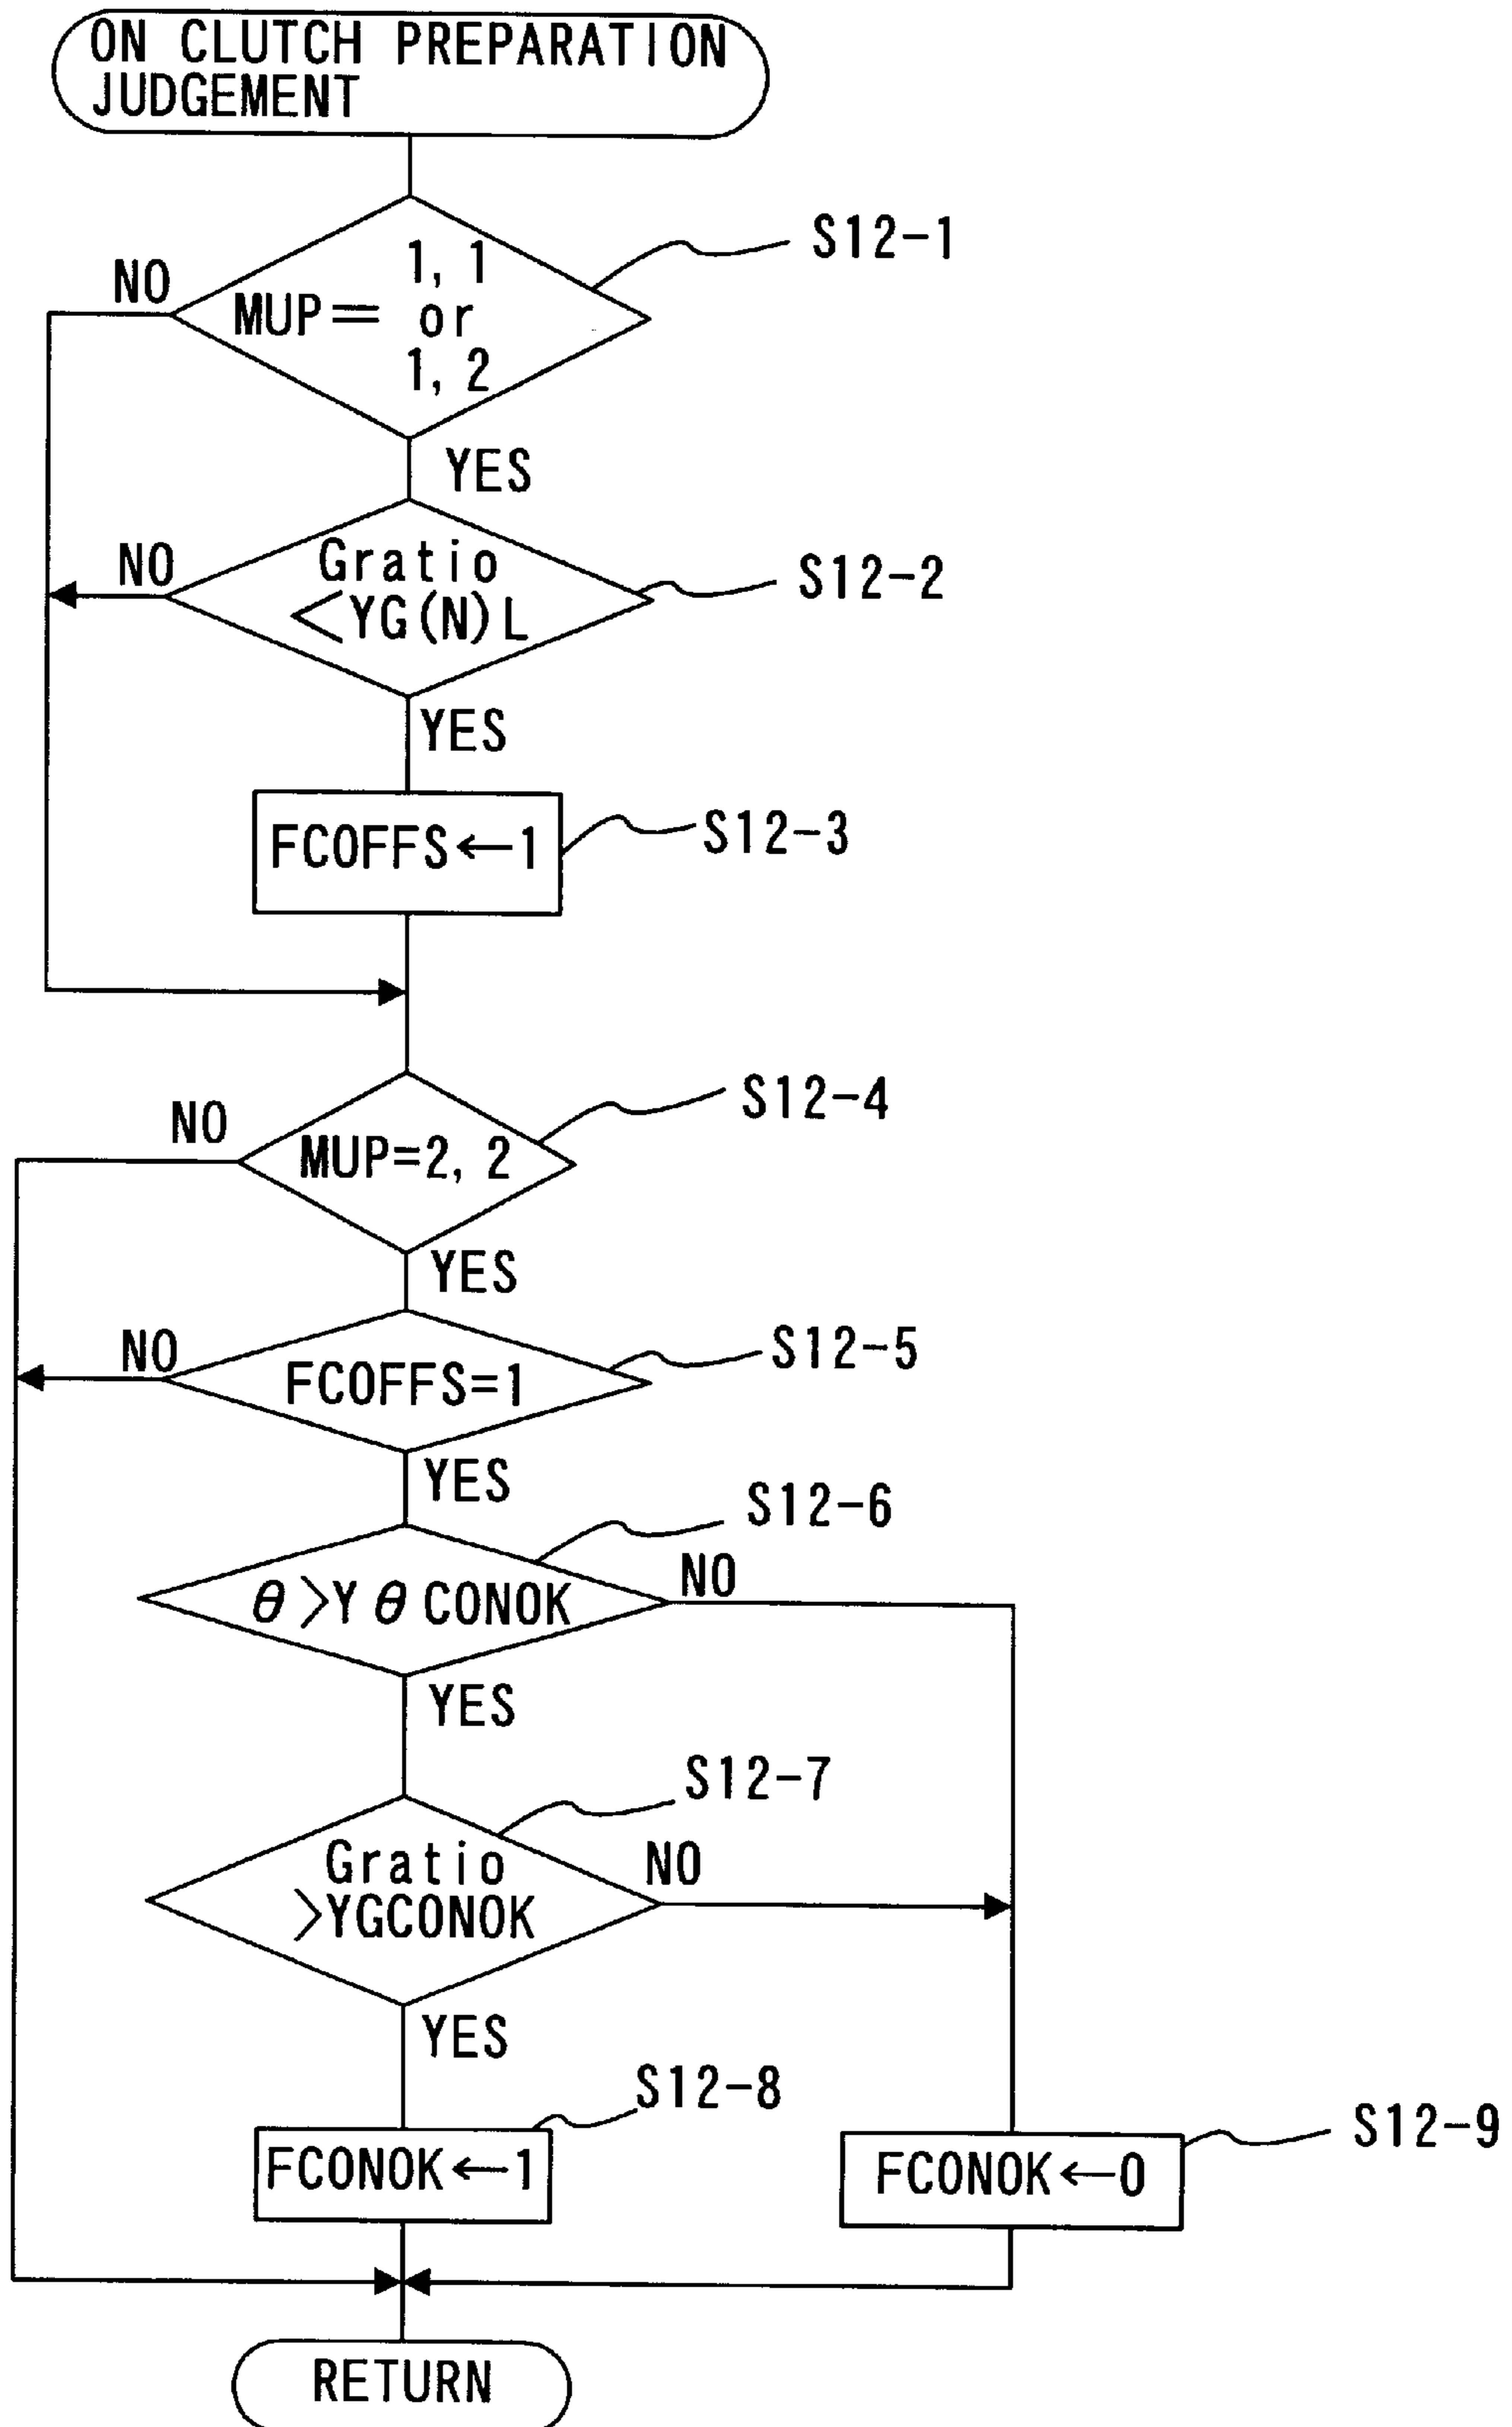 ON CLUTCH PREPARATION
JUDGEMENT
S12-1
NO
1, 1
MUP= or
1, 2
YES
S12-2
NO
Gratio
<YG(N)L
YES
S12-3
FCOFFS←1
S12-4
NO
MUP=2, 2
YES
S12-5
NO
FCOFFS=1
YES
S12-6
NO
θ>YθCONOK
YES
S12-7
Gratio
NO
>YGCONOK
YES
S12-8
S12-9
FCONOK←1
FCONOK←0
RETURN